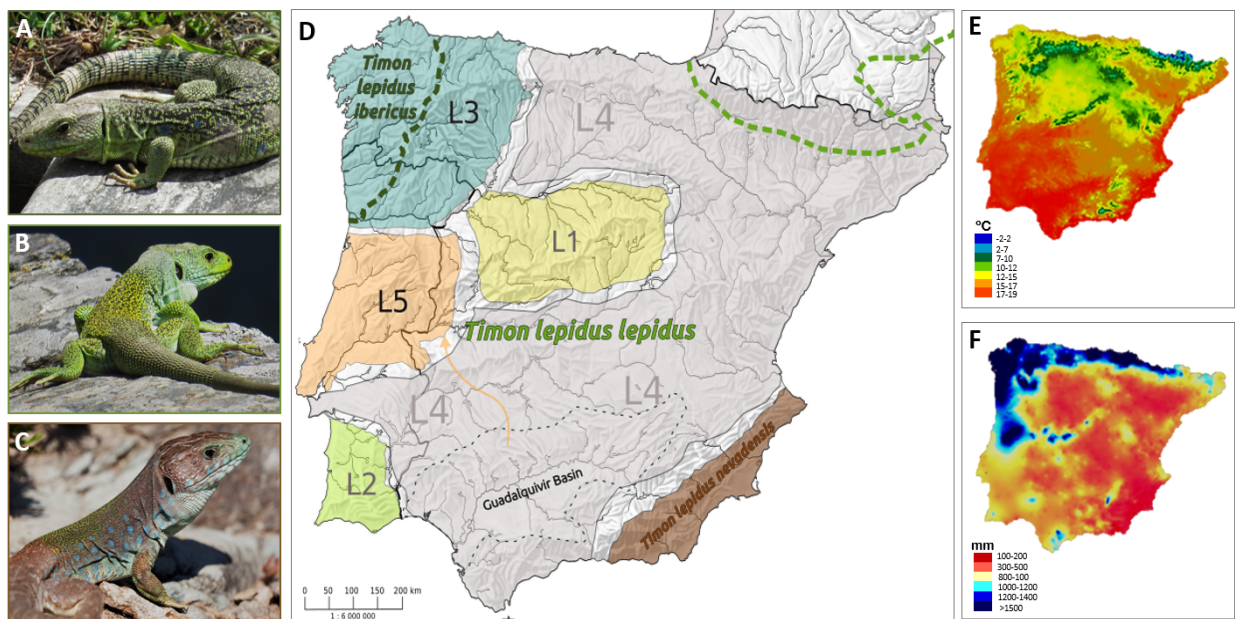 A
B
C
D
Timon
lepidus
ibericus
L3
L4
L1
L5
Timon lepidus lepidus
L4
L4
L2
Guadalquivir Basin
Timon lepidus nevadensis
0 50 100 150 200 km
1 : 6 000 000
E
ºC
-2-2
2-7
7-10
10-12
12-15
15-17
17-19
F
mm
100-200
300-500
800-100
1000-1200
1200-1400
>1500